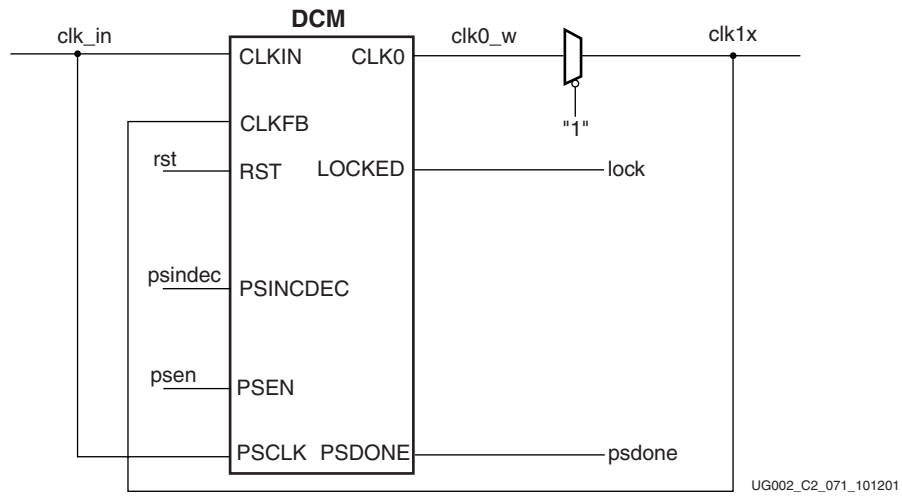 DCM
clk_in
CLKIN
CLK0
clk0_w
clk1x
CLKFB
"1"
rst
RST
LOCKED
lock
psindec
PSINCDEC
psen
PSEN
PSCLK
PSDONE
psdone
UG002_C2_071_101201